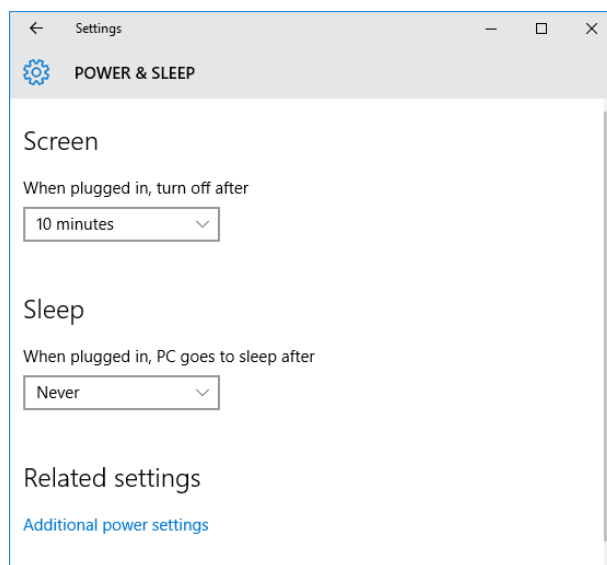 Settings
POWER & SLEEP
Screen
When plugged in, turn off after
10 minutes
Sleep
When plugged in, PC goes to sleep after
Never
Related settings
Additional power settings